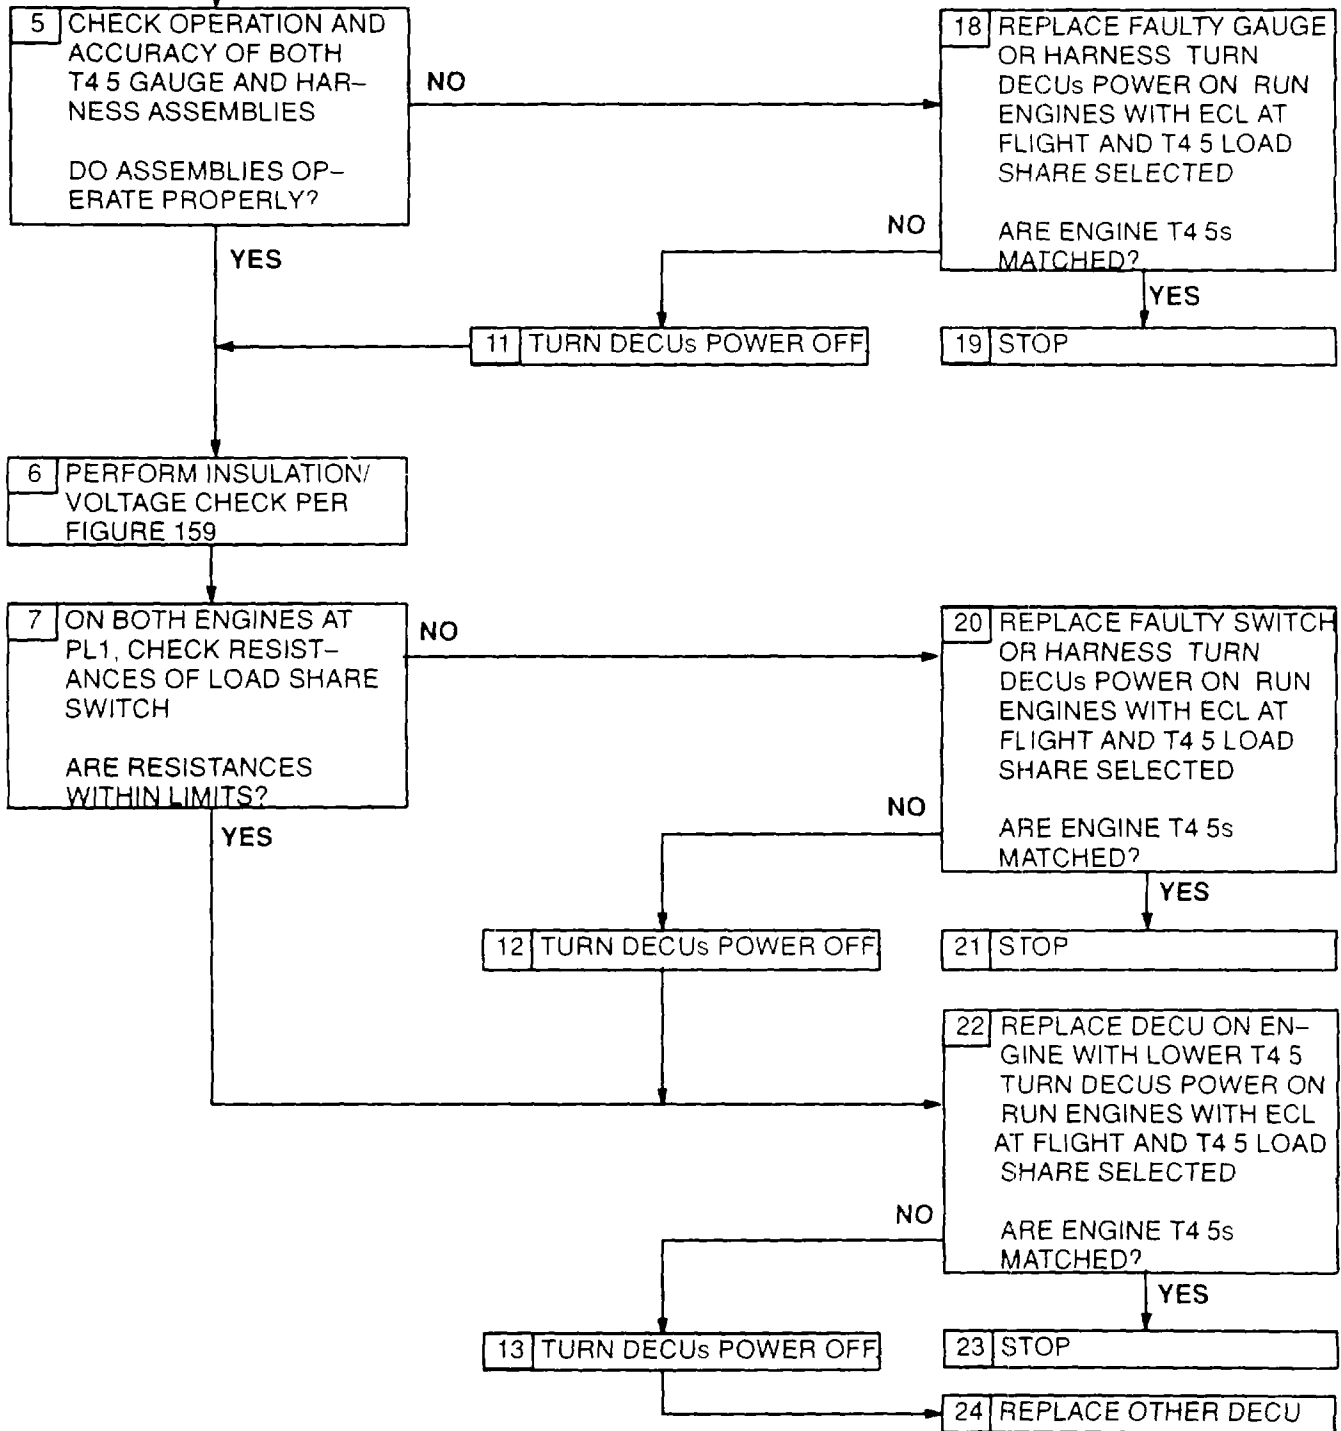 5 CHECK OPERATION AND
ACCURACY OF BOTH
T4 5 GAUGE AND HAR–
NESS ASSEMBLIES
DO ASSEMBLIES OP–
ERATE PROPERLY?
NO
YES
18 REPLACE FAULTY GAUGE
OR HARNESS TURN
DECUs POWER ON RUN
ENGINES WITH ECL AT
FLIGHT AND T4 5 LOAD
SHARE SELECTED
ARE ENGINE T4 5s
MATCHED?
NO
YES
11 TURN DECUs POWER OFF
19 STOP
6 PERFORM INSULATION/
VOLTAGE CHECK PER
FIGURE 159
7 ON BOTH ENGINES AT
PL1, CHECK RESIST–
ANCES OF LOAD SHARE
SWITCH
ARE RESISTANCES
WITHIN LIMITS?
NO
YES
20 REPLACE FAULTY SWITCH
OR HARNESS TURN
DECUs POWER ON RUN
ENGINES WITH ECL AT
FLIGHT AND T4 5 LOAD
SHARE SELECTED
ARE ENGINE T4 5s
MATCHED?
NO
YES
12 TURN DECUs POWER OFF
21 STOP
22 REPLACE DECU ON EN–
GINE WITH LOWER T4 5
TURN DECUS POWER ON
RUN ENGINES WITH ECL
AT FLIGHT AND T4 5 LOAD
SHARE SELECTED
ARE ENGINE T4 5s
MATCHED?
NO
YES
13 TURN DECUs POWER OFF
23 STOP
24 REPLACE OTHER DECU